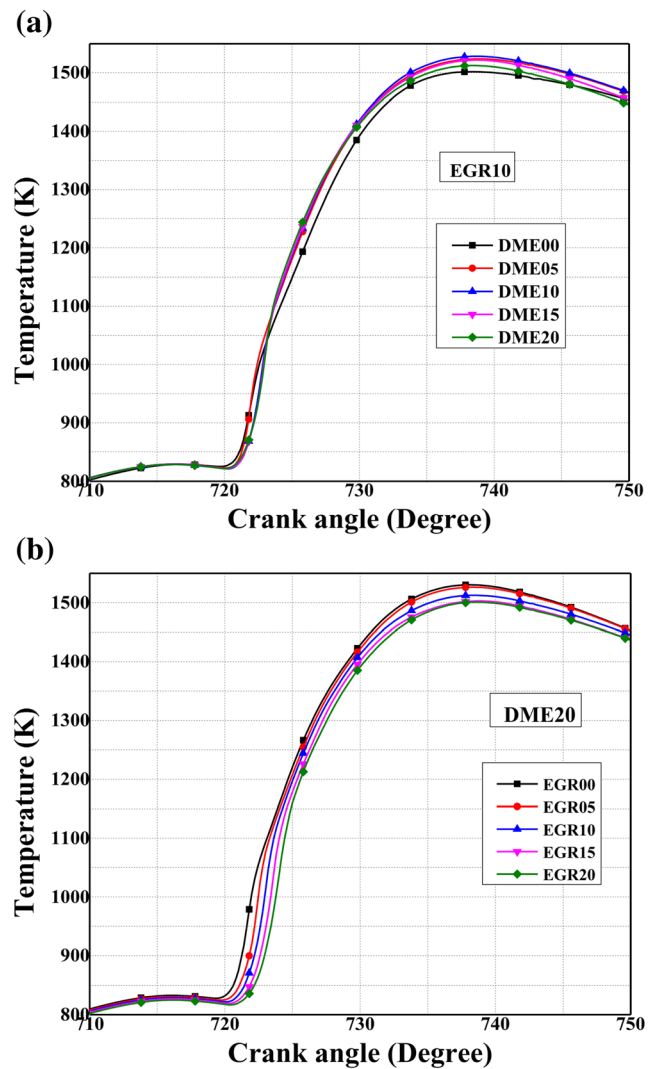 (a)
1500
1400
1300
1200
1100
1000
900
800
Temperature (K)
EGR10
DME00
DME05
DME10
DME15
DME20
710 720 730 740 750
Crank angle (Degree)
(b)
1500
1400
1300
1200
1100
1000
900
800
Temperature (K)
DME20
EGR00
EGR05
EGR10
EGR15
EGR20
710 720 730 740 750
Crank angle (Degree)